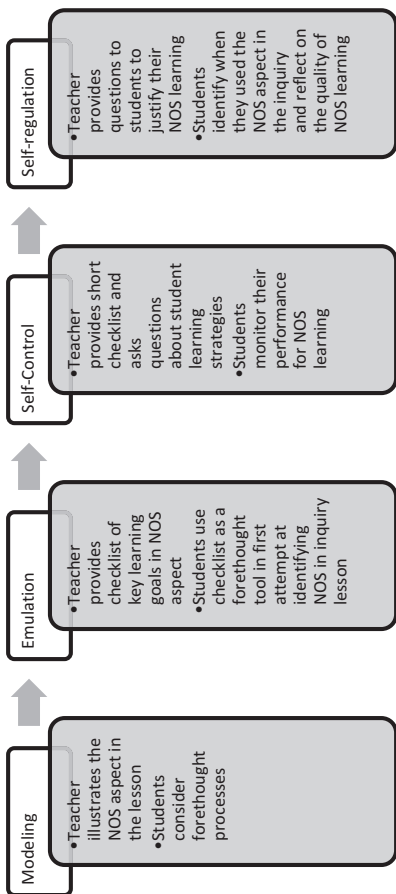 Modeling
•Teacher
illustrates the
NOS aspect in
the lesson
•Students
consider
forethought
processes
Emulation
•Teacher
provides
checklist of
key learning
goals in NOS
aspect
•Students use
checklist as a
forethought
tool in first
attempt at
identifying
NOS in inquiry
lesson
Self-Control
•Teacher
provides short
checklist and
asks
questions
about student
learning
strategies
•Students
monitor their
performance
for NOS
learning
Self-regulation
•Teacher
provides
questions to
students to
justify their
NOS learning
•Students
identify when
they used the
NOS aspect in
the inquiry
and reflect on
the quality of
NOS learning